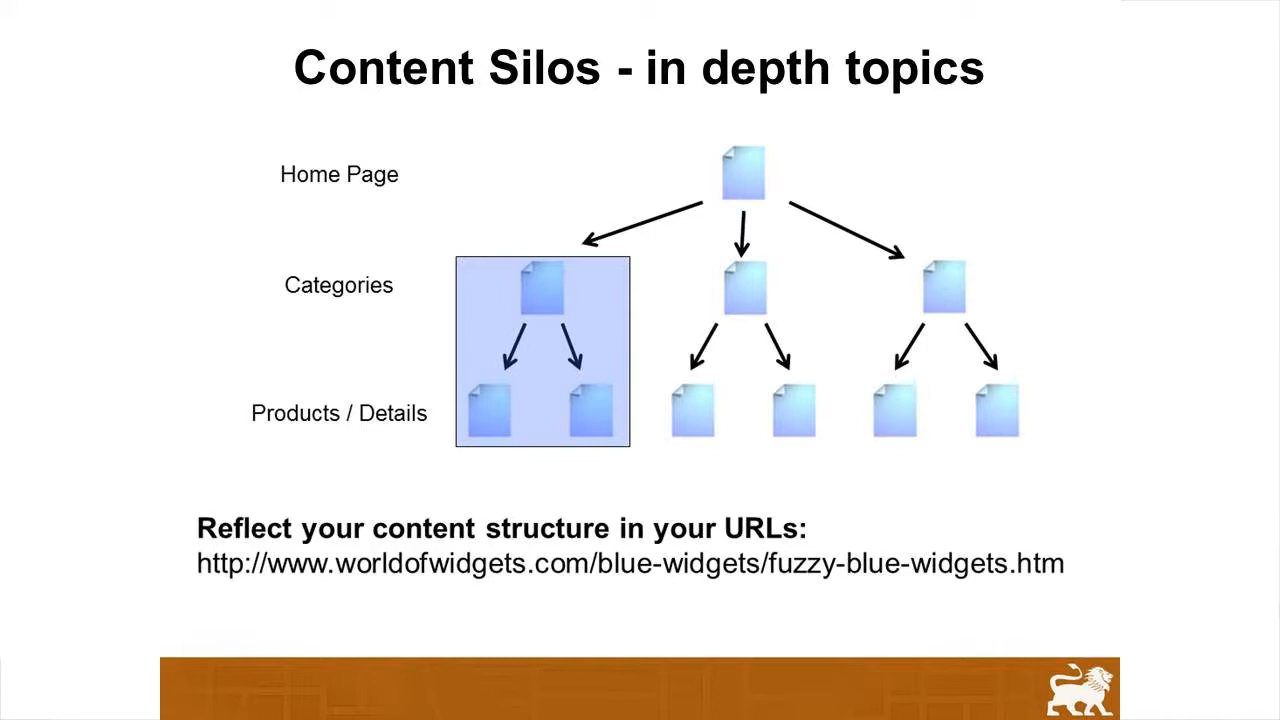 Content Silos - in depth topics
Home Page
Categories
Products / Details
Reflect your content structure in your URLs:
http://www.worldofwidgets.com/blue-widgets/fuzzy-blue-widgets.htm